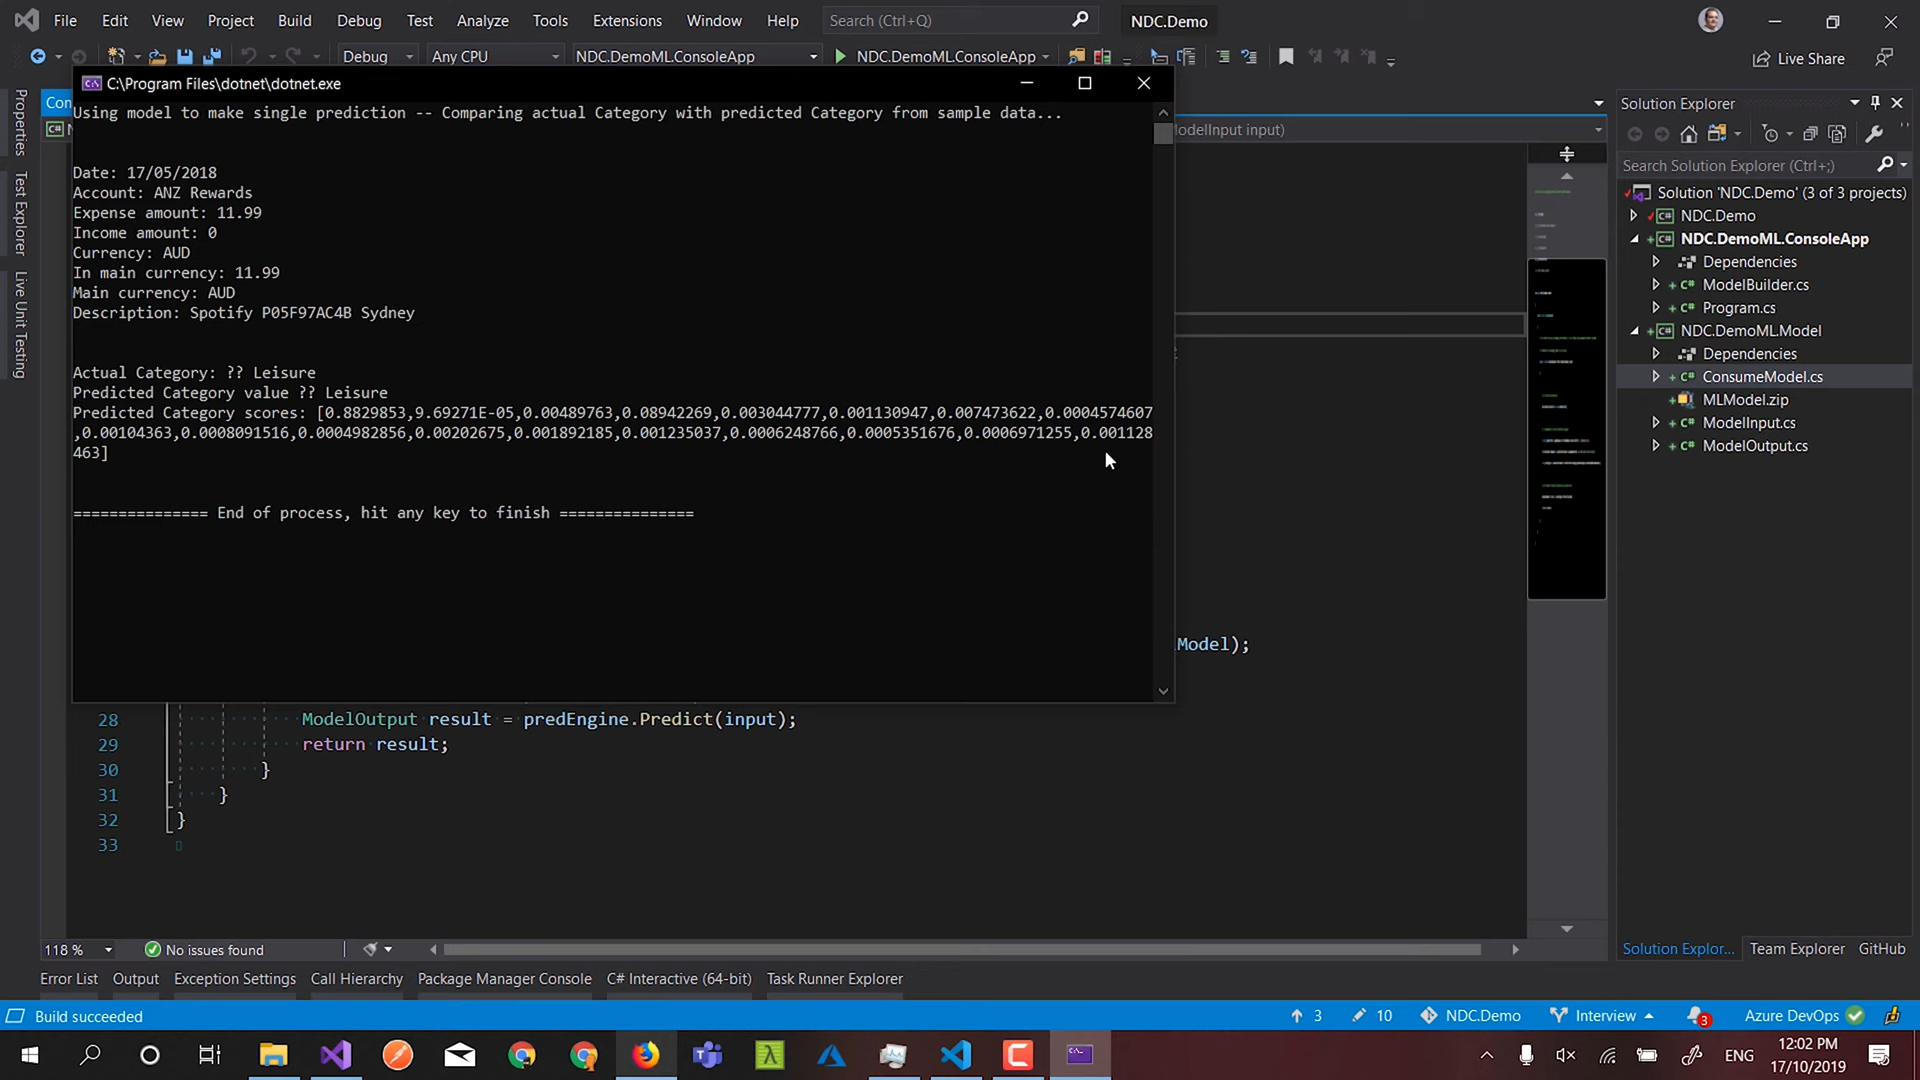 File Edit View Project Build Debug Test Analyze Tools Extensions Window Help Search (Ctrl+Q) NDC.Demo
Debug Any CPU NDC.DemoML.ConsoleApp NDC.DemoML.ConsoleApp Live Share
C:\Program Files\dotnet\dotnet.exe
Using model to make single prediction -- Comparing actual Category with predicted Category from sample data...
Date: 17/05/2018
Account: ANZ Rewards
Expense amount: 11.99
Income amount: 0
Currency: AUD
In main currency: 11.99
Main currency: AUD
Description: Spotify P05F97AC4B Sydney
Actual Category: ?? Leisure
Predicted Category value ?? Leisure
Predicted Category scores: [0.8829853,9.69271E-05,0.00489763,0.08942269,0.003044777,0.001130947,0.007473622,0.0004574607
,0.00104363,0.0008091516,0.0004982856,0.00202675,0.001892185,0.001235037,0.0006248766,0.0005351676,0.0006971255,0.001128
463]
=============== End of process, hit any key to finish ===============
Properties
Test Explorer
Live Unit Testing
Con
odelInput input)
Model);
28 ModelOutput result = predEngine.Predict(input);
29 return result;
30 }
31 }
32 }
33
Solution Explorer
Search Solution Explorer (Ctrl+;)
Solution 'NDC.Demo' (3 of 3 projects)
NDC.Demo
NDC.DemoML.ConsoleApp
Dependencies
ModelBuilder.cs
Program.cs
NDC.DemoML.Model
Dependencies
ConsumeModel.cs
MLModel.zip
ModelInput.cs
ModelOutput.cs
118 % No issues found
Solution Explor... Team Explorer GitHub
Error List Output Exception Settings Call Hierarchy Package Manager Console C# Interactive (64-bit) Task Runner Explorer
Build succeeded 3 10 NDC.Demo Interview 3 Azure DevOps
ENG 12:02 PM
17/10/2019